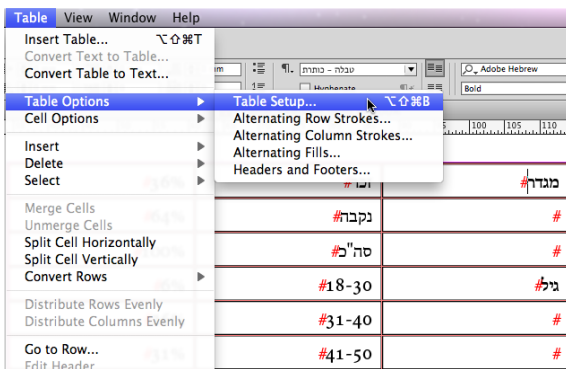 Table View Window Help
Insert Table... ⌥⇧⌘T
Convert Text to Table...
Convert Table to Text...
Table Options
Cell Options
Insert
Delete
Select
Merge Cells
Unmerge Cells
Split Cell Horizontally
Split Cell Vertically
Convert Rows
Distribute Rows Evenly
Distribute Columns Evenly
Go to Row...
Edit Header
Table Setup... ⌥⇧⌘B
Alternating Row Strokes...
Alternating Column Strokes...
Alternating Fills...
Headers and Footers...
טבלה - כותרת
Adobe Hebrew
Hyphenate
Bold
100 105 110
מגדר#
זכר#
נקבה#
#
סה"כ#
#
גיל#
#18-30
#
#31-40
#
#41-50